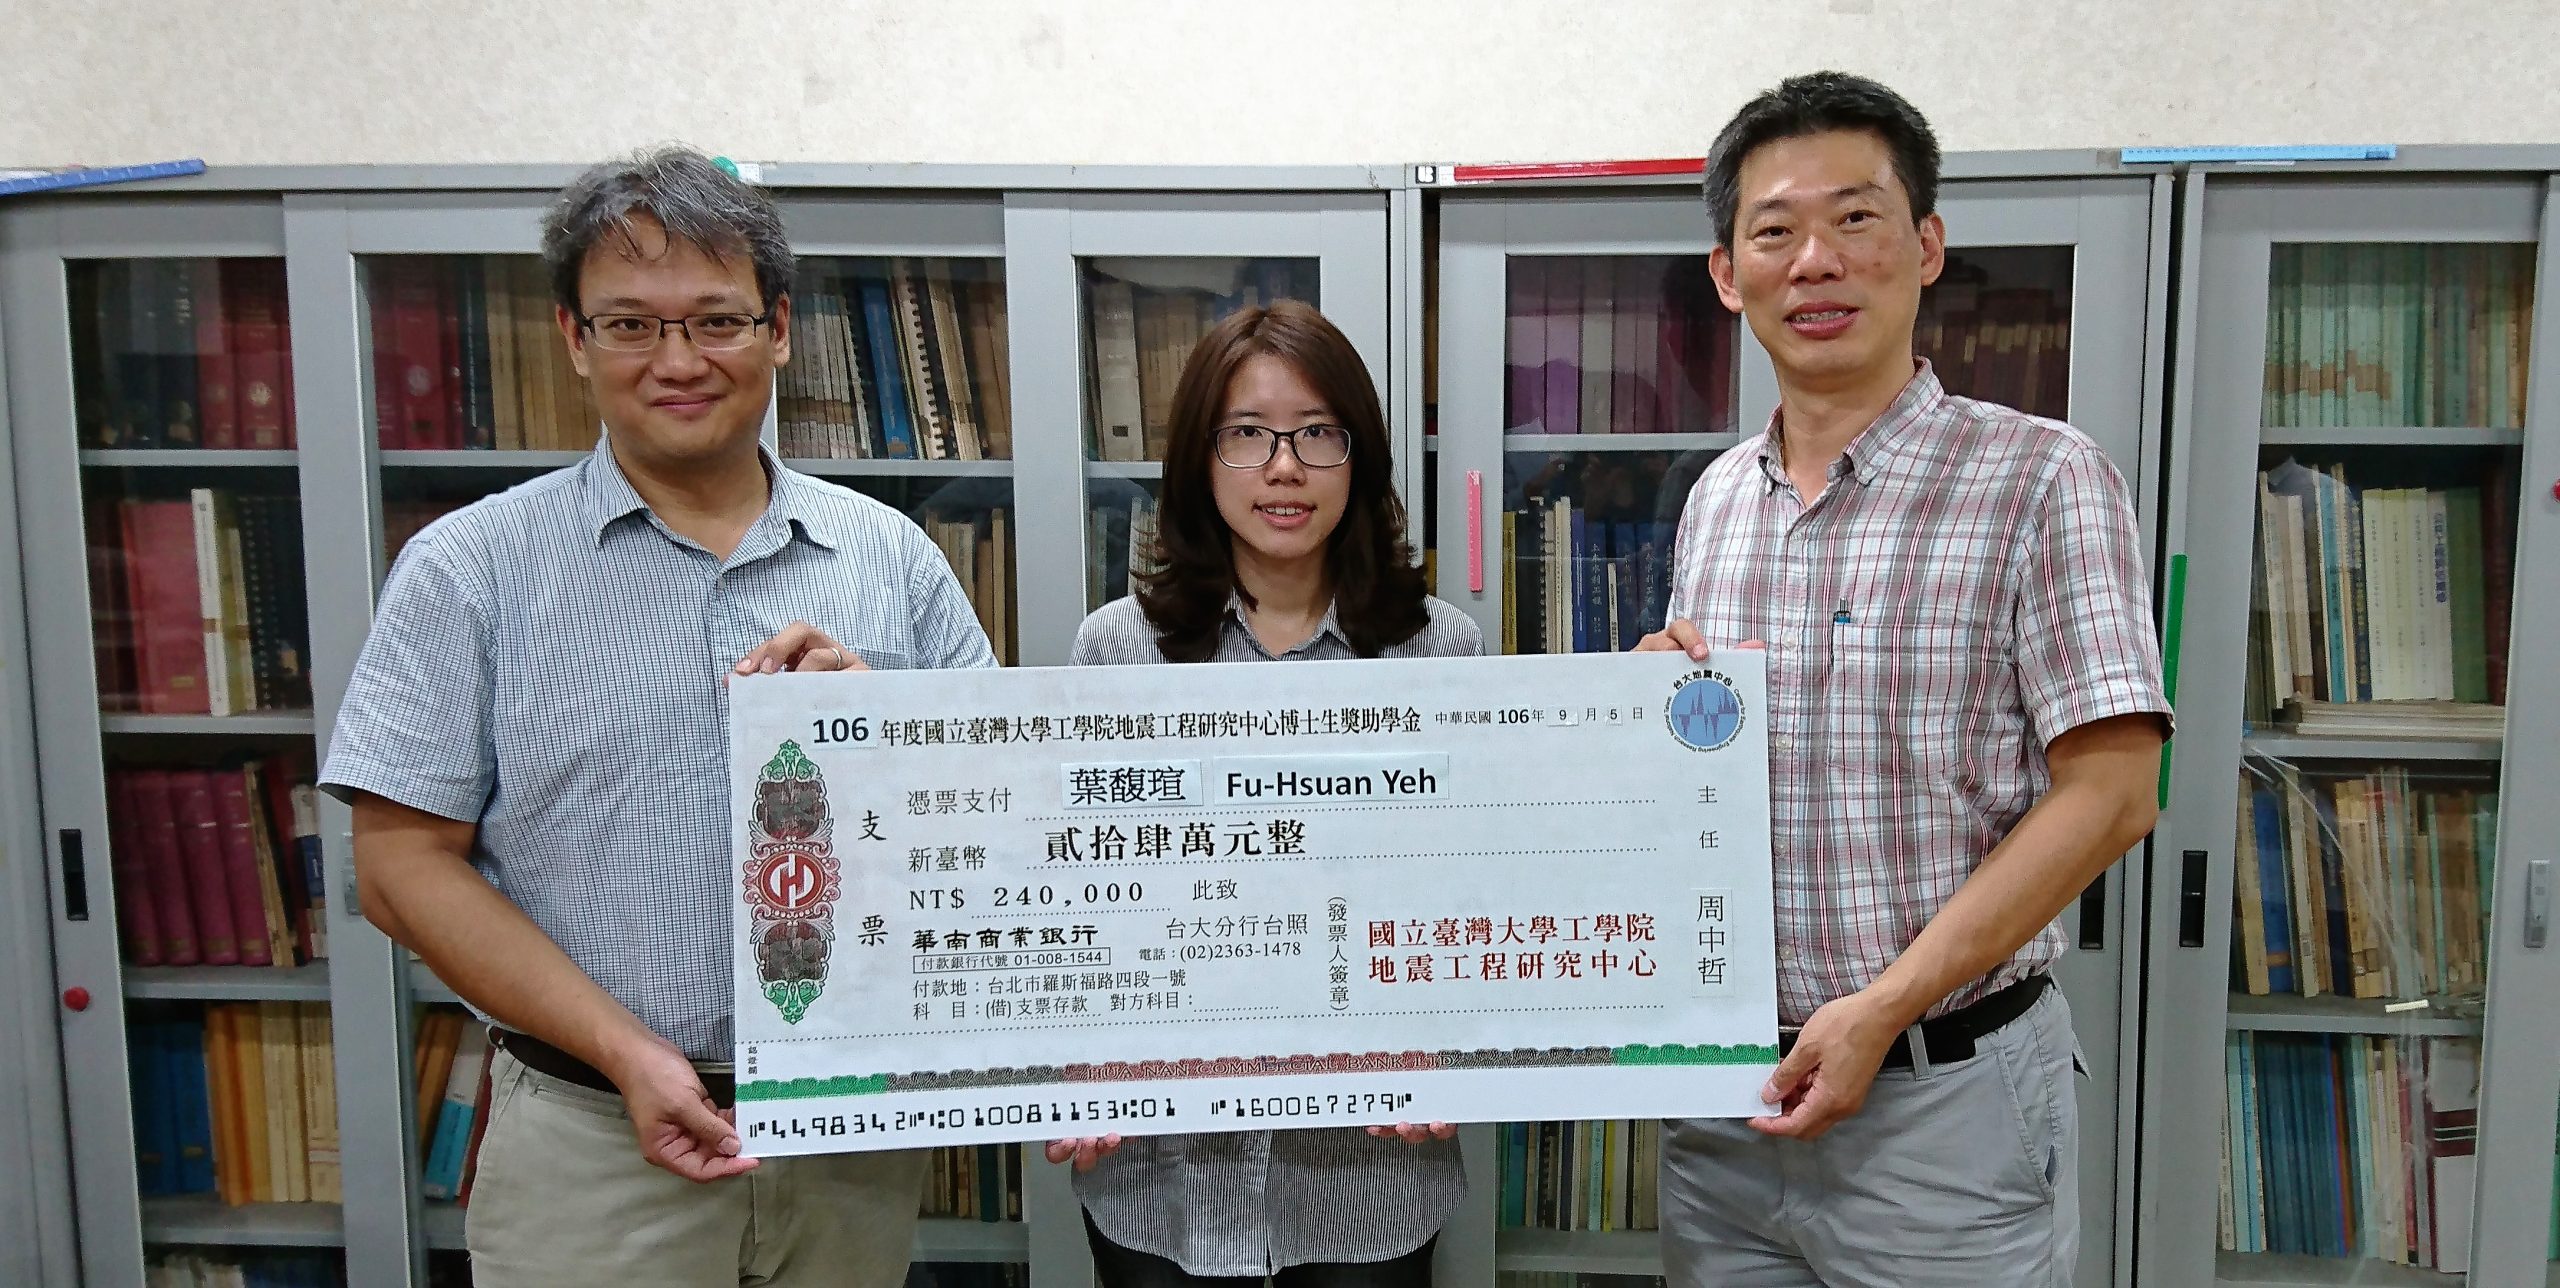 106 年度國立臺灣大學工學院地震工程研究中心博士生獎助學金 中華民國 106年 9 月 5 日
台大地震中心
憑票支付 葉馥瑄 Fu-Hsuan Yeh
新臺幣 貳拾肆萬元整
NT$ 240,000 此致
支票
華南商業銀行 台大分行台照
付款銀行代號 01-008-1544 電話：(02)2363-1478
付款地：台北市羅斯福路四段一號
科 目：(借)支票存款 對方科目：
(發票人簽章)
國立臺灣大學工學院
地震工程研究中心
主任 周中哲
HUA NAN COMMERCIAL BANK LTD
⑈4498342⑈⑆010081153⑆01 ⑈160067279⑈